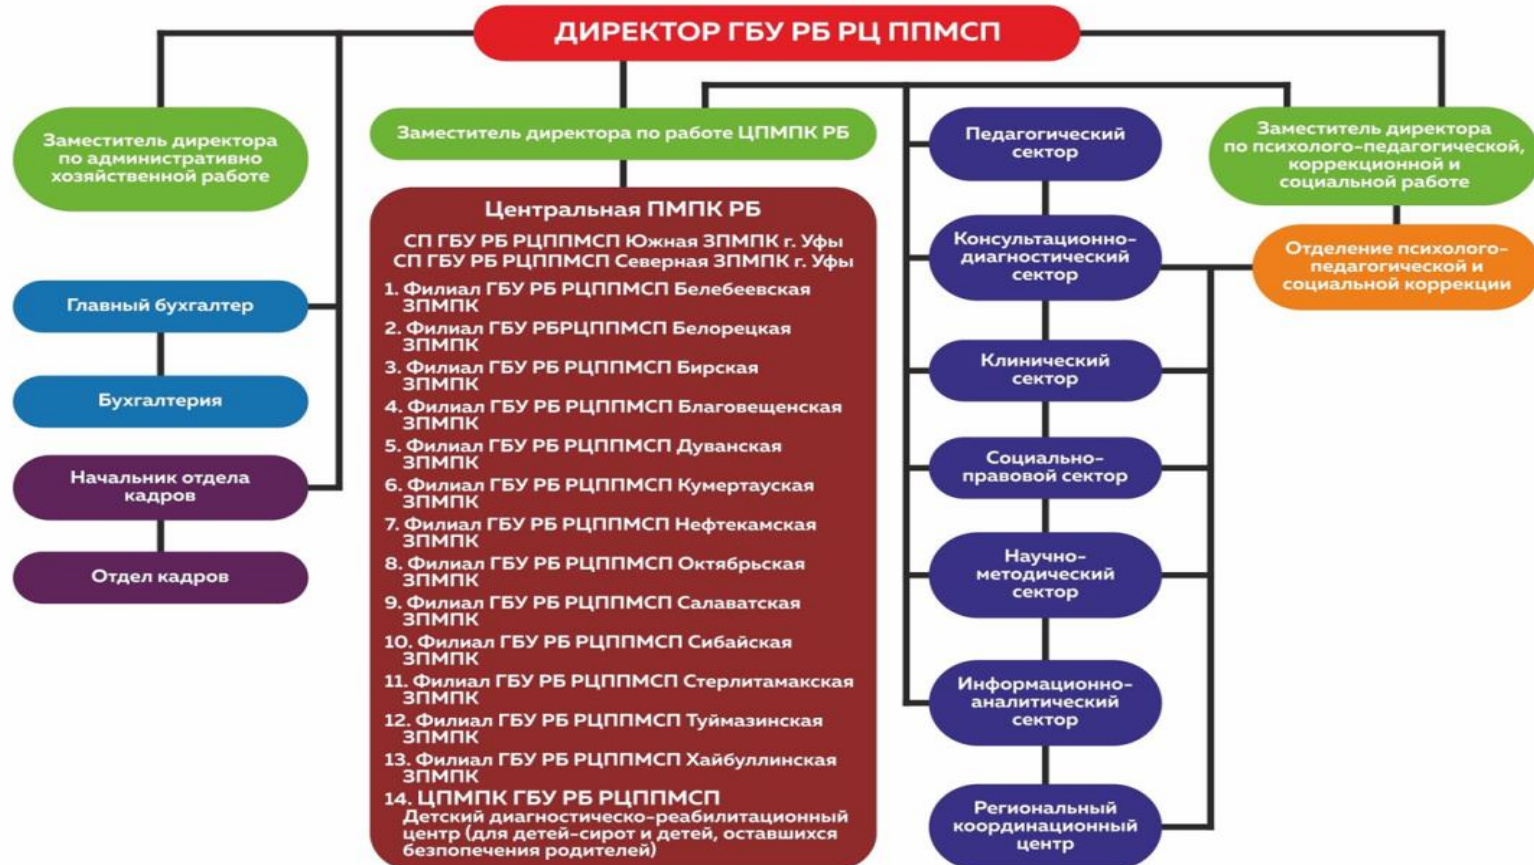 ДИРЕКТОР ГБУ РБ РЦ ППМСП
Заместитель директора
по административно
хозяйственной работе
Главный бухгалтер
Бухгалтерия
Начальник отдела
кадров
Отдел кадров
Заместитель директора по работе ЦПМПК РБ
Центральная ПМПК РБ
СП ГБУ РБ РЦППМСП Южная ЗПМПК г. Уфы
СП ГБУ РБ РЦППМСП Северная ЗПМПК г. Уфы
1. Филиал ГБУ РБ РЦППМСП Белебеевская
ЗПМПК
2. Филиал ГБУ РБРЦППМСП Белорецкая
ЗПМПК
3. Филиал ГБУ РБ РЦППМСП Бирская
ЗПМПК
4. Филиал ГБУ РБ РЦППМСП Благовещенская
ЗПМПК
5. Филиал ГБУ РБ РЦППМСП Дуванская
ЗПМПК
6. Филиал ГБУ РБ РЦППМСП Кумертауская
ЗПМПК
7. Филиал ГБУ РБ РЦППМСП Нефтекамская
ЗПМПК
8. Филиал ГБУ РБ РЦППМСП Октябрьская
ЗПМПК
9. Филиал ГБУ РБ РЦППМСП Салаватская
ЗПМПК
10. Филиал ГБУ РБ РЦППМСП Сибайская
ЗПМПК
11. Филиал ГБУ РБ РЦППМСП Стерлитамакская
ЗПМПК
12. Филиал ГБУ РБ РЦППМСП Туймазинская
ЗПМПК
13. Филиал ГБУ РБ РЦППМСП Хайбуллинская
ЗПМПК
14. ЦПМПК ГБУ РБ РЦППМСП
Детский диагностическо-реабилитационный
центр (для детей-сирот и детей, оставшихся
безпопечения родителей)
Педагогический
сектор
Консультационно-
диагностический
сектор
Клинический
сектор
Социально-
правовой сектор
Научно-
методический
сектор
Информационно-
аналитический
сектор
Региональный
координационный
центр
Заместитель директора
по психолого-педагогической,
коррекционной и
социальной работе
Отделение психолого-
педагогической и
социальной коррекции